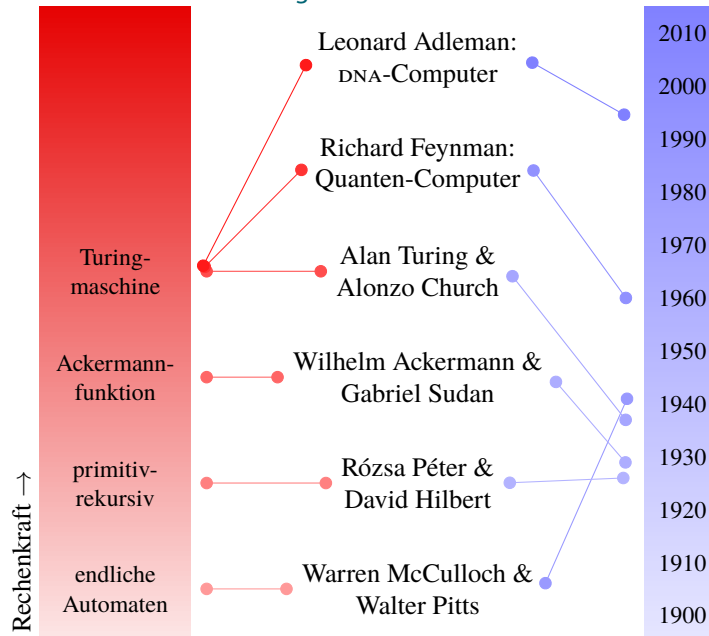 Leonard Adleman:
DNA-Computer
Richard Feynman:
Quanten-Computer
Turing-
maschine
Alan Turing &
Alonzo Church
Ackermann-
funktion
Wilhelm Ackermann &
Gabriel Sudan
primitiv-
rekursiv
Rózsa Péter &
David Hilbert
endliche
Automaten
Warren McCulloch &
Walter Pitts
Rechenkraft →
2010
2000
1990
1980
1970
1960
1950
1940
1930
1920
1910
1900